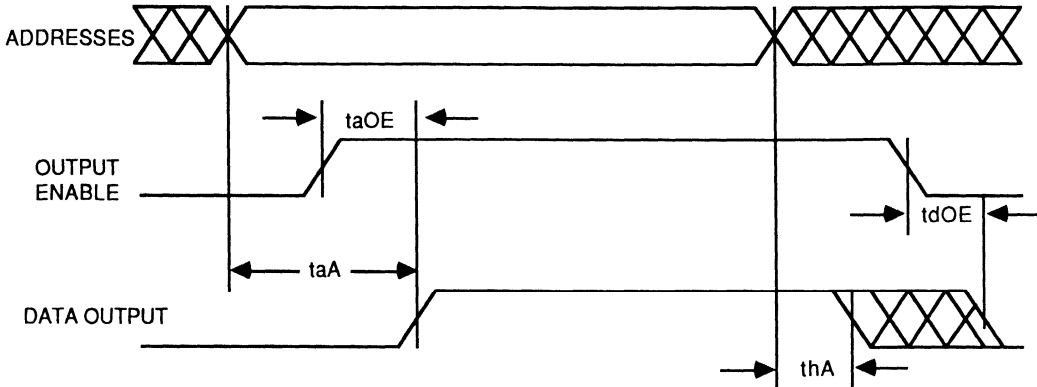 ADDRESSES
taOE
OUTPUT
ENABLE
tdOE
taA
DATA OUTPUT
thA